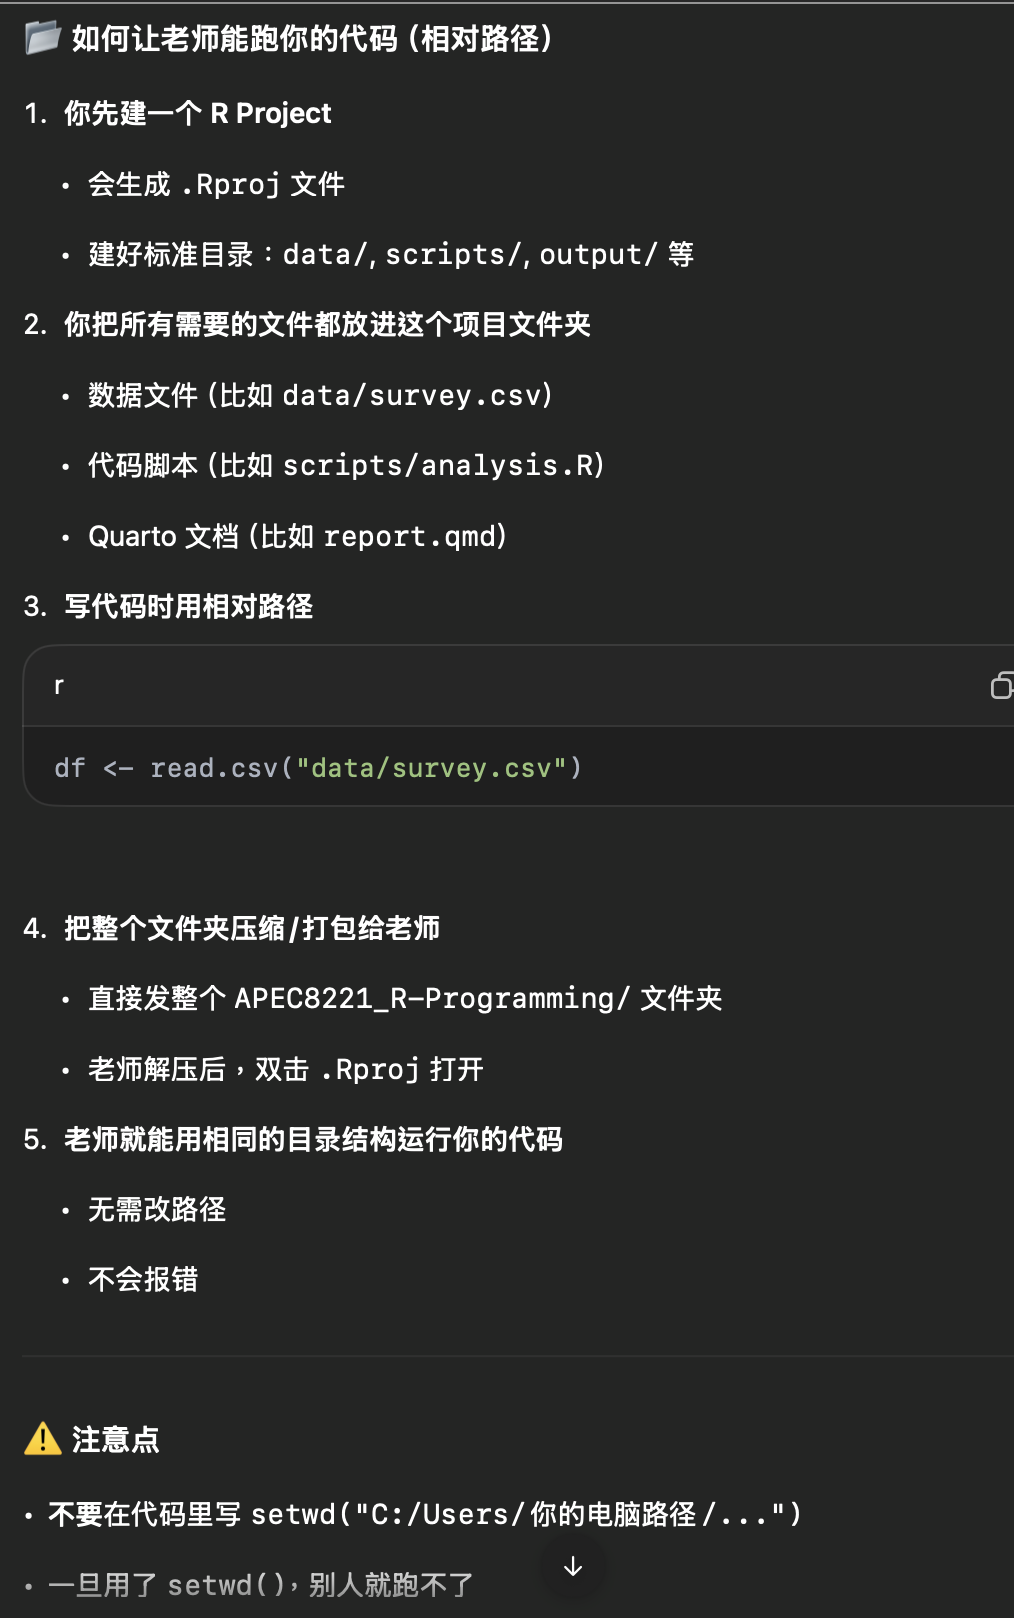 📂 如何让老师能跑你的代码 (相对路径)
1. 你先建一个 R Project
• 会生成 .Rproj 文件
• 建好标准目录：data/, scripts/, output/ 等
2. 你把所有需要的文件都放进这个项目文件夹
• 数据文件 (比如 data/survey.csv)
• 代码脚本 (比如 scripts/analysis.R)
• Quarto 文档 (比如 report.qmd)
3. 写代码时用相对路径
r
df <- read.csv("data/survey.csv")
4. 把整个文件夹压缩/打包给老师
• 直接发整个 APEC8221_R-Programming/ 文件夹
• 老师解压后，双击 .Rproj 打开
5. 老师就能用相同的目录结构运行你的代码
• 无需改路径
• 不会报错
⚠️ 注意点
• 不要在代码里写 setwd("C:/Users/你的电脑路径/...")
• 一旦用了 setwd()，别人就跑不了